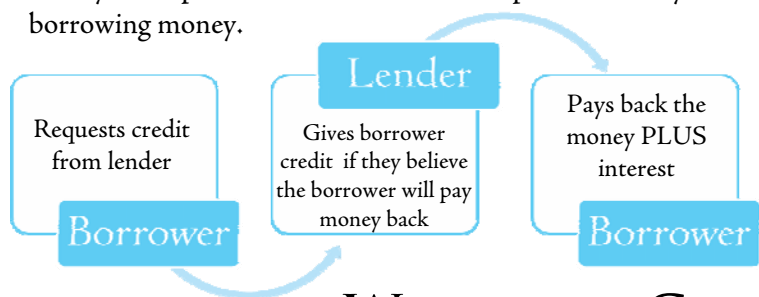 borrowing money.
Requests credit
from lender
Borrower
Lender
Gives borrower
credit if they believe
the borrower will pay
money back
Pays back the
money PLUS
interest
Borrower